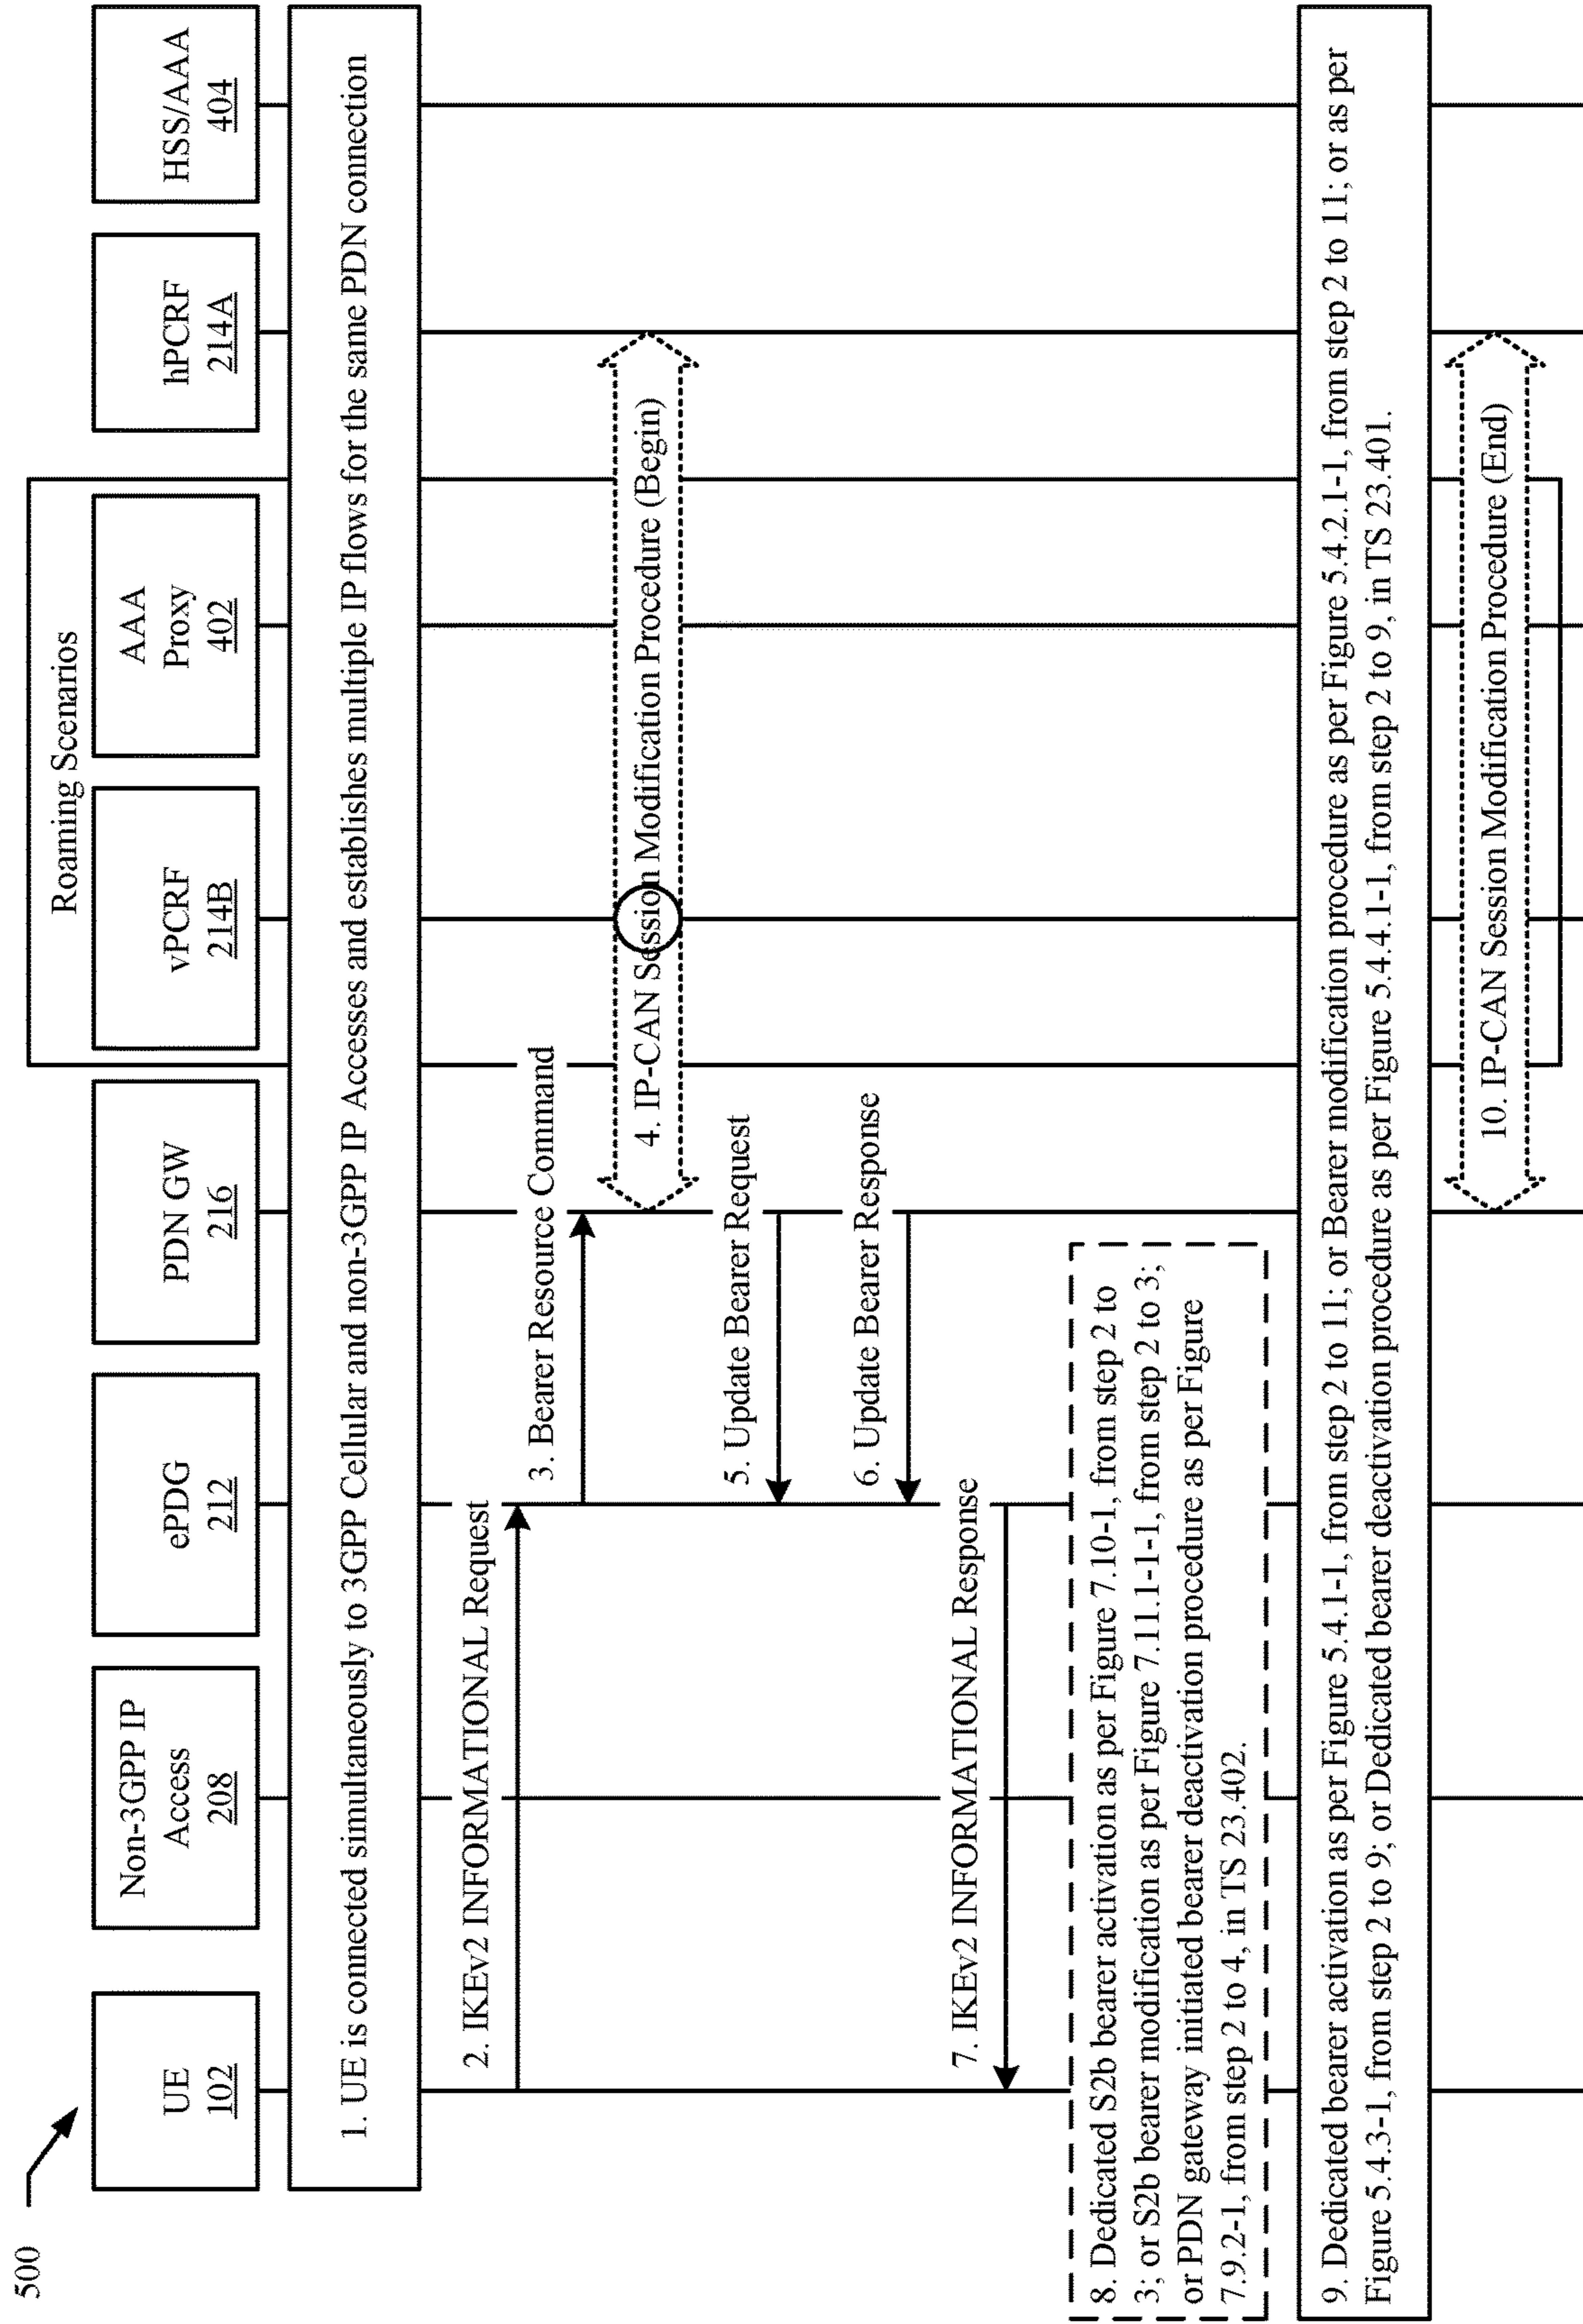 500
Roaming Scenarios
UE
102
Non-3GPP IP
Access
208
ePDG
212
PDN GW
216
vPCRF
214B
AAA
Proxy
402
hPCRF
214A
HSS/AAA
404
1. UE is connected simultaneously to 3GPP Cellular and non-3GPP IP Accesses and establishes multiple IP flows for the same PDN connection
2. IKEv2 INFORMATIONAL Request
3. Bearer Resource Command
4. IP-CAN Session Modification Procedure (Begin)
5. Update Bearer Request
6. Update Bearer Response
7. IKEv2 INFORMATIONAL Response
8. Dedicated S2b bearer activation as per Figure 7.10-1, from step 2 to
3; or S2b bearer modification as per Figure 7.11.1-1-1, from step 2 to 3;
or PDN gateway initiated bearer deactivation procedure as per Figure
7.9.2-1, from step 2 to 4, in TS 23.402.
9. Dedicated bearer activation as per Figure 5.4.1-1, from step 2 to 11; or Bearer modification procedure as per Figure 5.4.2.1-1, from step 2 to 11; or as per
Figure 5.4.3-1, from step 2 to 9; or Dedicated bearer deactivation procedure as per Figure 5.4.4.1-1, from step 2 to 9, in TS 23.401.
10. IP-CAN Session Modification Procedure (End)